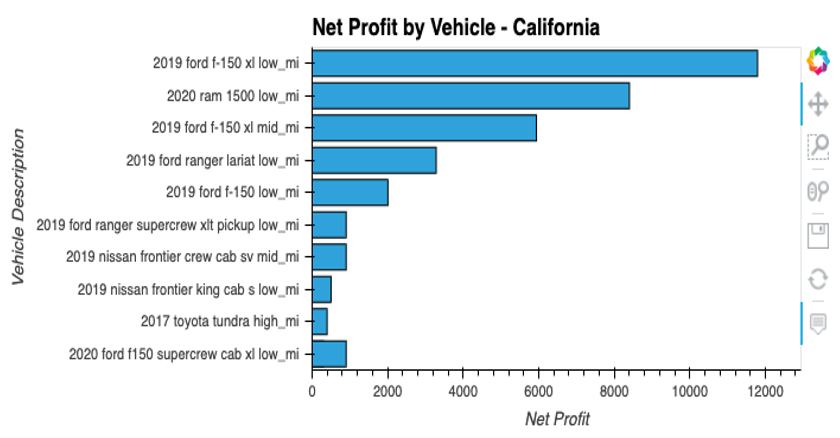 Net Profit by Vehicle - California
Vehicle Description
2019 ford f-150 xl low_mi
2020 ram 1500 low_mi
2019 ford f-150 xl mid_mi
2019 ford ranger lariat low_mi
2019 ford f-150 low_mi
2019 ford ranger supercrew xlt pickup low_mi
2019 nissan frontier crew cab sv mid_mi
2019 nissan frontier king cab s low_mi
2017 toyota tundra high_mi
2020 ford f150 supercrew cab xl low_mi
0 2000 4000 6000 8000 10000 12000
Net Profit